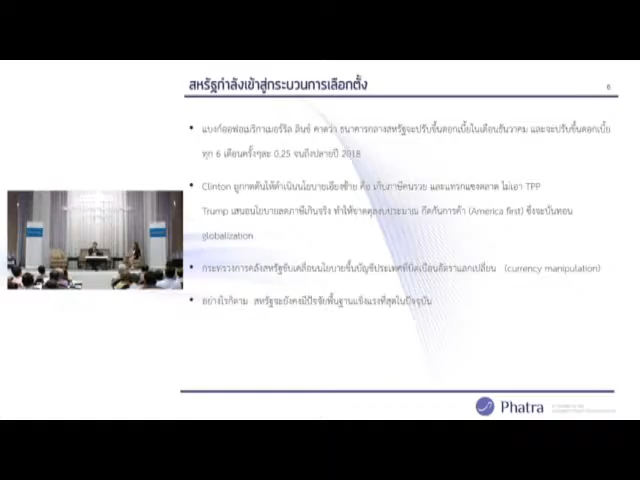 สหรัฐกำลังเข้าสู่กระบวนการเลือกตั้ง
6
• แบงก์ออฟอเมริกาเมอร์ริล ลินช์ คาดว่า ธนาคารกลางสหรัฐจะปรับขึ้นดอกเบี้ยในเดือนธันวาคม และจะปรับขึ้นดอกเบี้ย
ทุก 6 เดือนครั้งๆละ 0.25 จนถึงปลายปี 2018
• Clinton ถูกกดดันให้ดำเนินนโยบายเอียงซ้าย คือ เก็บภาษีคนรวย และแทรกแซงตลาด ไม่เอา TPP
Trump เสนอนโยบายลดภาษีเกินจริง ทำให้ขาดดุลงบประมาณ กีดกันการค้า (America first) ซึ่งจะบั่นทอน
globalization
• กระทรวงการคลังสหรัฐขับเคลื่อนนโยบายขึ้นบัญชีประเทศที่บิดเบือนอัตราแลกเปลี่ยน (currency manipulation)
• อย่างไรก็ตาม สหรัฐจะยังคงมีปัจจัยพื้นฐานแข็งแรงที่สุดในปัจจุบัน
Phatra